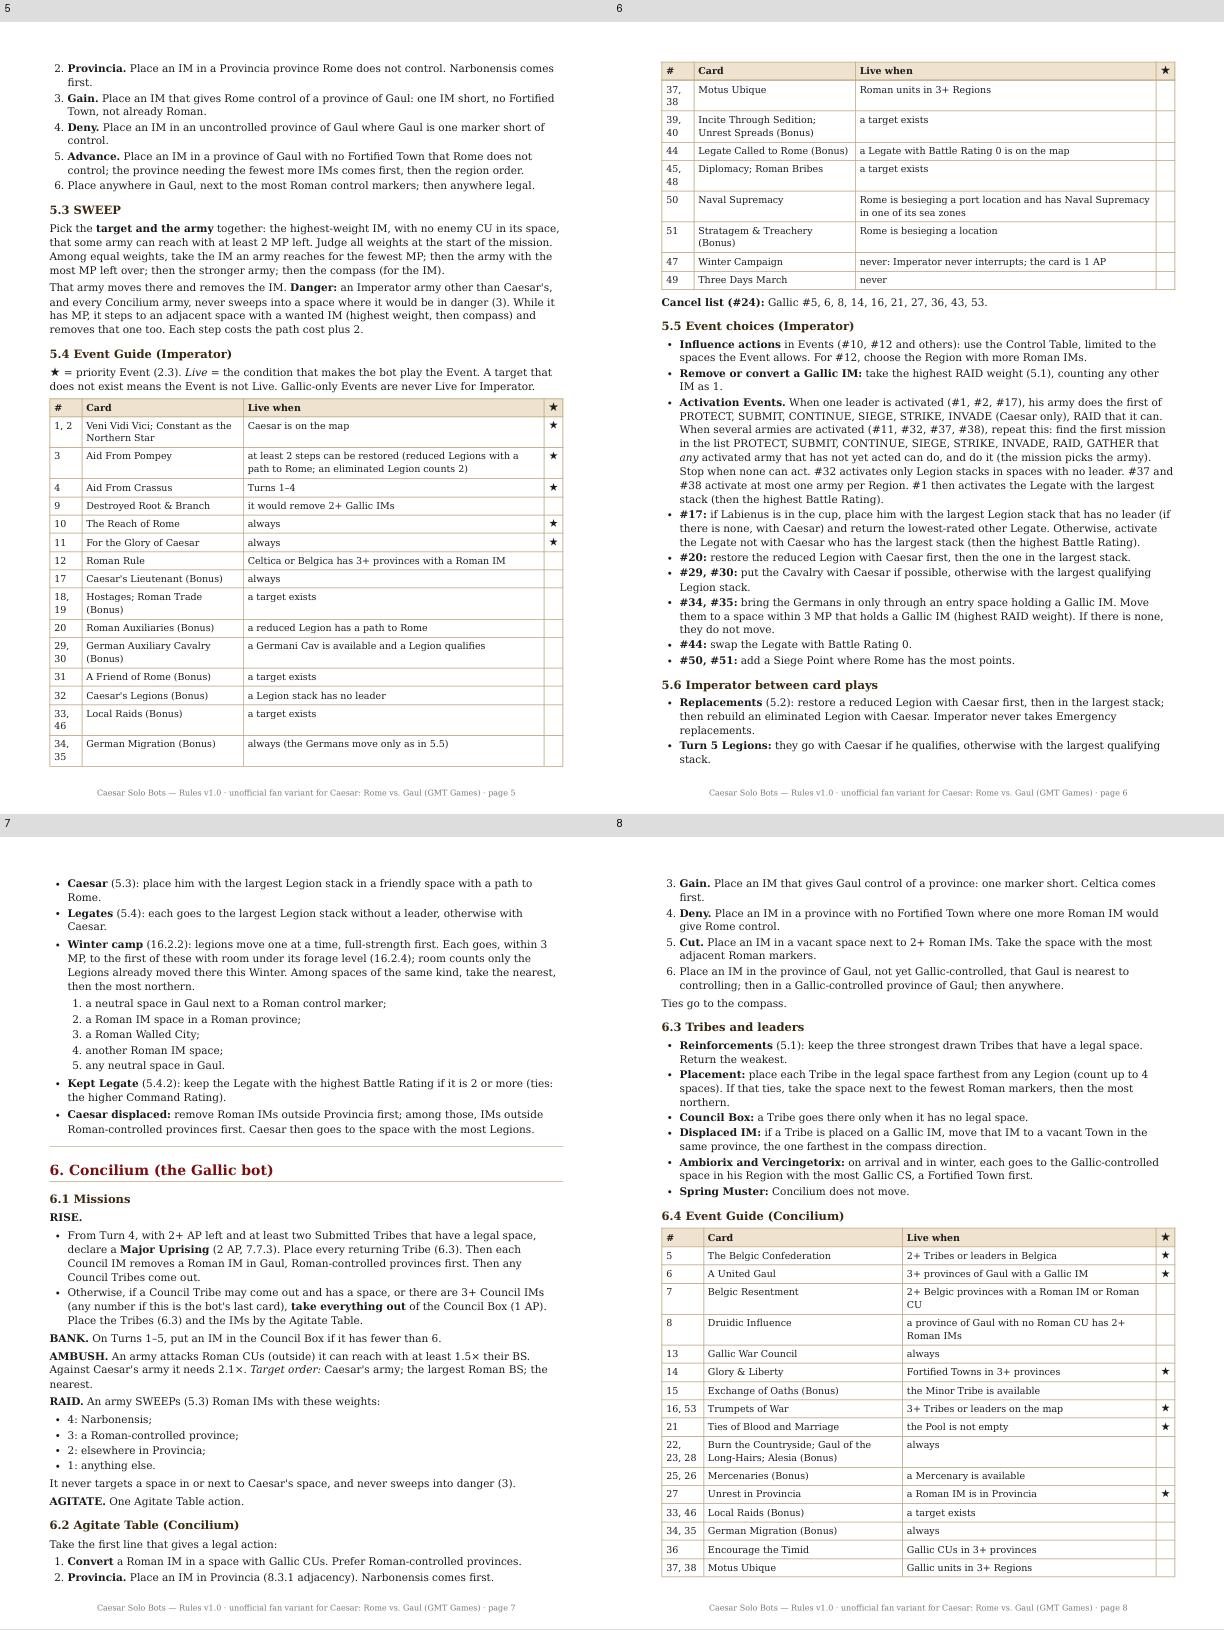 5
2. Provincia. Place an IM in a Provincia province Rome does not control. Narbonensis comes
first.
3. Gain. Place an IM that gives Rome control of a province of Gaul: one IM short, no Fortified
Town, not already Roman.
4. Deny. Place an IM in an uncontrolled province of Gaul where Gaul is one marker short of
control.
5. Advance. Place an IM in a province of Gaul with no Fortified Town that Rome does not
control; the province needing the fewest more IMs comes first, then the region order.
6. Place anywhere in Gaul, next to the most Roman control markers; then anywhere legal.
5.3 SWEEP
Pick the target and the army together: the highest-weight IM, with no enemy CU in its space,
that some army can reach with at least 2 MP left. Judge all weights at the start of the mission.
Among equal weights, take the IM an army reaches for the fewest MP; then the army with the
most MP left over; then the stronger army; then the compass (for the IM).
That army moves there and removes the IM. Danger: an Imperator army other than Caesar's,
and every Concilium army, never sweeps into a space where it would be in danger (3). While it
has MP, it steps to an adjacent space with a wanted IM (highest weight, then compass) and
removes that one too. Each step costs the path cost plus 2.
5.4 Event Guide (Imperator)
★ = priority Event (2.3). Live = the condition that makes the bot play the Event. A target that
does not exist means the Event is not Live. Gallic-only Events are never Live for Imperator.
# Card Live when ★
1, 2 Veni Vidi Vici; Constant as the at least Caesar is on the map ★
Northern Star
3 Aid From Pompey at least 2 steps can be restored (reduced Legions with a ★
path to Rome; an eliminated Legion counts 2)
4 Aid From Crassus Turns 1–4 ★
9 Destroyed Root & Branch it would remove 2+ Gallic IMs
10 The Reach of Rome always ★
11 For the Glory of Caesar always ★
12 Roman Rule Celtica or Belgica has 3+ provinces with a Roman IM
17 Caesar's Lieutenant (Bonus) always
18, Hostages; Roman Trade a target exists
19 (Bonus)
20 Roman Auxiliaries (Bonus) a reduced Legion has a path to Rome
29, German Auxiliary Cavalry a Germani Cav is available and a Legion qualifies
30 (Bonus)
31 A Friend of Rome (Bonus) a target exists
32 Caesar's Legions (Bonus) a Legion stack has no leader
33, Local Raids (Bonus) a target exists
46
34, German Migration (Bonus) always (the Germans move only as in 5.5)
35
Caesar Solo Bots — Rules v1.0 · unofficial fan variant for Caesar: Rome vs. Gaul (GMT Games) · page 5
6
# Card Live when ★
37, Motus Ubique Roman units in 3+ Regions
38
39, Incite Through Sedition; a target exists
40 Unrest Spreads (Bonus)
44 Legate Called to Rome (Bonus) a Legate with Battle Rating 0 is on the map
45, Diplomacy; Roman Bribes a target exists
48
50 Naval Supremacy Rome is besieging a port location and has Naval Supremacy
in one of its sea zones
51 Stratagem & Treachery Rome is besieging a location
(Bonus)
47 Winter Campaign never: Imperator never interrupts; the card is 1 AP
49 Three Days March never
Cancel list (#24): Gallic #5, 6, 8, 14, 16, 21, 27, 36, 43, 53.
5.5 Event choices (Imperator)
• Influence actions in Events (#10, #12 and others): use the Control Table, limited to the
spaces the Event allows. For #12, choose the Region with more Roman IMs.
• Remove or convert a Gallic IM: take the highest RAID weight (5.1), counting any other
IM as 1.
• Activation Events. When one leader is activated (#1, #2, #17), his army does the first of
PROTECT, SUBMIT, CONTINUE, SIEGE, STRIKE, INVADE (Caesar only), RAID that it can.
When several armies are activated (#11, #32, #37, #38), repeat this: find the first mission
in the list PROTECT, SUBMIT, CONTINUE, SIEGE, STRIKE, INVADE, RAID, GATHER that
any activated army that has not yet acted can do, and do it (the mission picks the army).
Stop when none can act. #32 activates only Legion stacks in spaces with no leader. #37 and
#38 activate at most one army per Region. #1 then activates the Legate with the largest
stack (then the highest Battle Rating).
• #17: if Labienus is in the cup, place him with the largest Legion stack that has no leader (if
there is none, with Caesar) and return the lowest-rated other Legate. Otherwise, activate
the Legate not with Caesar who has the largest stack (then the highest Battle Rating).
• #20: restore the reduced Legion with Caesar first, then the one in the largest stack.
• #29, #30: put the Cavalry with Caesar if possible, otherwise with the largest qualifying
Legion stack.
• #34, #35: bring the Germans in only through an entry space holding a Gallic IM. Move
them to a space within 3 MP that holds a Gallic IM (highest RAID weight). If there is none,
they do not move.
• #44: swap the Legate with Battle Rating 0.
• #50, #51: add a Siege Point where Rome has the most points.
5.6 Imperator between card plays
• Replacements (5.2): restore a reduced Legion with Caesar first, then in the largest stack;
then rebuild an eliminated Legion with Caesar. Imperator never takes Emergency
replacements.
• Turn 5 Legions: they go with Caesar if he qualifies, otherwise with the largest qualifying
stack.
Caesar Solo Bots — Rules v1.0 · unofficial fan variant for Caesar: Rome vs. Gaul (GMT Games) · page 6
7
• Caesar (5.3): place him with the largest Legion stack in a friendly space with a path to
Rome.
• Legates (5.4): each goes to the largest Legion stack without a leader, otherwise with
Caesar.
• Winter camp (16.2.2): legions move one at a time, full-strength first. Each goes, within 3
MP, to the first of these with room under its forage level (16.2.4); room counts only the
Legions already moved there this Winter. Among spaces of the same kind, take the nearest,
then the most northern.
1. a neutral space in Gaul next to a Roman control marker;
2. a Roman IM space in a Roman province;
3. a Roman Walled City;
4. another Roman IM space;
5. any neutral space in Gaul.
• Kept Legate (5.4.2): keep the Legate with the highest Battle Rating if it is 2 or more (ties:
the higher Command Rating).
• Caesar displaced: remove Roman IMs outside Provincia first; among those, IMs outside
Roman-controlled provinces first. Caesar then goes to the space with the most Legions.
6. Concilium (the Gallic bot)
6.1 Missions
RISE.
• From Turn 4, with 2+ AP left and at least two Submitted Tribes that have a legal space,
declare a Major Uprising (2 AP, 7.7.3). Place every returning Tribe (6.3). Then each
Council IM removes a Roman IM in Gaul, Roman-controlled provinces first. Then any
Council Tribes come out.
• Otherwise, if a Council Tribe may come out and has a space, or there are 3+ Council IMs
(any number if this is the bot's last card), take everything out of the Council Box (1 AP).
Place the Tribes (6.3) and the IMs by the Agitate Table.
BANK. On Turns 1–5, put an IM in the Council Box if it has fewer than 6.
AMBUSH. An army attacks Roman CUs (outside) it can reach with at least 1.5× their BS.
Against Caesar's army it needs 2.1×. Target order: Caesar's army; the largest Roman BS; the
nearest.
RAID. An army SWEEPs (5.3) Roman IMs with these weights:
• 4: Narbonensis;
• 3: a Roman-controlled province;
• 2: elsewhere in Provincia;
• 1: anything else.
It never targets a space in or next to Caesar's space, and never sweeps into danger (3).
AGITATE. One Agitate Table action.
6.2 Agitate Table (Concilium)
Take the first line that gives a legal action:
1. Convert a Roman IM in a space with Gallic CUs. Prefer Roman-controlled provinces.
2. Provincia. Place an IM in Provincia (8.3.1 adjacency). Narbonensis comes first.
Caesar Solo Bots — Rules v1.0 · unofficial fan variant for Caesar: Rome vs. Gaul (GMT Games) · page 7
8
3. Gain. Place an IM that gives Gaul control of a province: one marker short. Celtica comes
first.
4. Deny. Place an IM in a province with no Fortified Town where one more Roman IM would
give Rome control.
5. Cut. Place an IM in a vacant space next to 2+ Roman IMs. Take the space with the most
adjacent Roman markers.
6. Place an IM in the province of Gaul, not yet Gallic-controlled, that Gaul is nearest to
controlling; then in a Gallic-controlled province of Gaul; then anywhere.
Ties go to the compass.
6.3 Tribes and leaders
• Reinforcements (5.1): keep the three strongest drawn Tribes that have a legal space.
Return the weakest.
• Placement: place each Tribe in the legal space farthest from any Legion (count up to 4
spaces). If that ties, take the space next to the fewest Roman markers, then the most
northern.
• Council Box: a Tribe goes there only when it has no legal space.
• Displaced IM: if a Tribe is placed on a Gallic IM, move that IM to a vacant Town in the
same province, the one farthest in the compass direction.
• Ambiorix and Vercingetorix: on arrival and in winter, each goes to the Gallic-controlled
space in his Region with the most Gallic CS, a Fortified Town first.
• Spring Muster: Concilium does not move.
6.4 Event Guide (Concilium)
# Card Live when ★
5 The Belgic Confederation 2+ Tribes or leaders in Belgica ★
6 A United Gaul 3+ provinces of Gaul with a Gallic IM ★
7 Belgic Resentment 2+ Belgic provinces with a Roman IM or Roman
CU
8 Druidic Influence a province of Gaul with no Roman CU has 2+
Roman IMs
13 Gallic War Council always
14 Glory & Liberty Fortified Towns in 3+ provinces ★
15 Exchange of Oaths (Bonus) the Minor Tribe is available
16, 53 Trumpets of War 3+ Tribes or leaders on the map ★
21 Ties of Blood and Marriage the Pool is not empty ★
22, Burn the Countryside; Gaul of the always
23, 28 Long-Hairs; Alesia (Bonus)
25, 26 Mercenaries (Bonus) a Mercenary is available
27 Unrest in Provincia a Roman IM is in Provincia ★
33, 46 Local Raids (Bonus) a target exists
34, 35 German Migration (Bonus) always
36 Encourage the Timid Gallic CUs in 3+ provinces
37, 38 Motus Ubique Gallic units in 3+ Regions
Caesar Solo Bots — Rules v1.0 · unofficial fan variant for Caesar: Rome vs. Gaul (GMT Games) · page 8